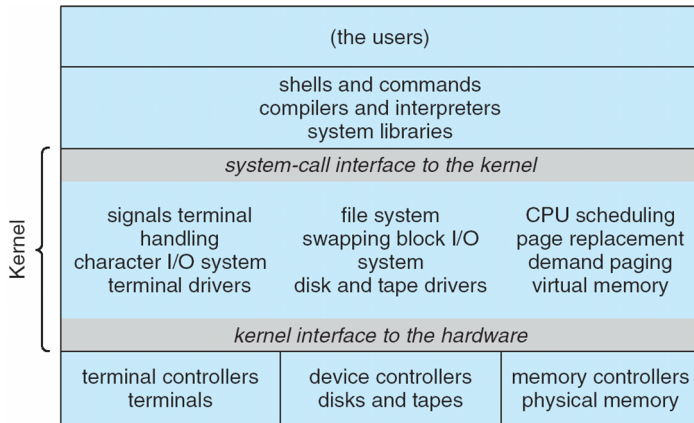 (the users)
shells and commands
compilers and interpreters
system libraries
Kernel
system-call interface to the kernel
signals terminal
handling
character I/O system
terminal drivers
file system
swapping block I/O
system
disk and tape drivers
CPU scheduling
page replacement
demand paging
virtual memory
kernel interface to the hardware
terminal controllers
terminals
device controllers
disks and tapes
memory controllers
physical memory